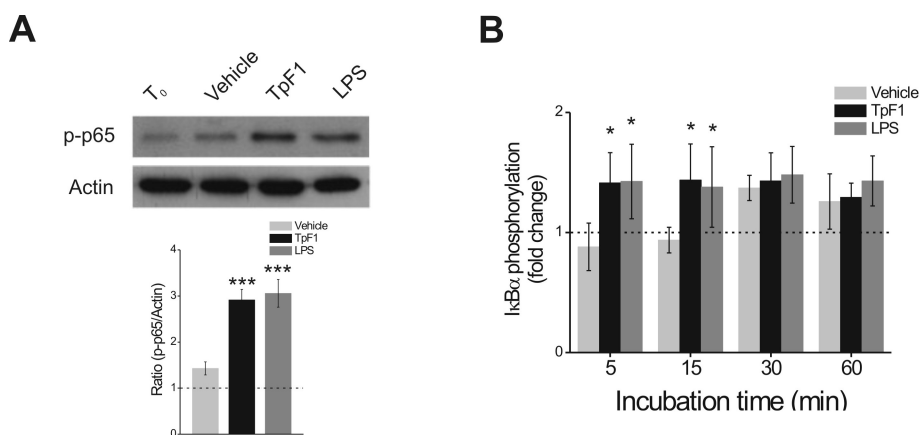 A
T0
Vehicle
TpF1
LPS
p-p65
Actin
Vehicle
TpF1
LPS
Ratio (p-p65/Actin)
4
3
2
1
0
***
***
B
Vehicle
TpF1
LPS
IκBα phosphorylation
(fold change)
2
1
0
*
*
*
*
5
15
30
60
Incubation time (min)